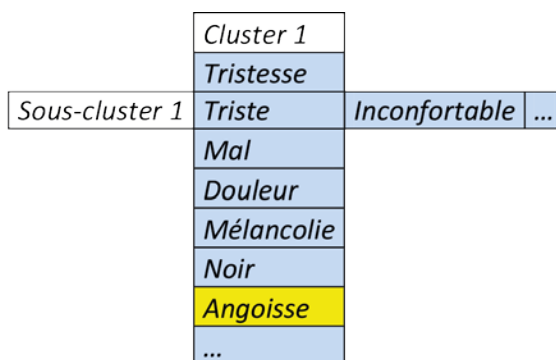 Cluster 1
Tristesse
Sous-cluster 1 Triste Inconfortable ...
Mal
Douleur
Mélancolie
Noir
Angoisse
...